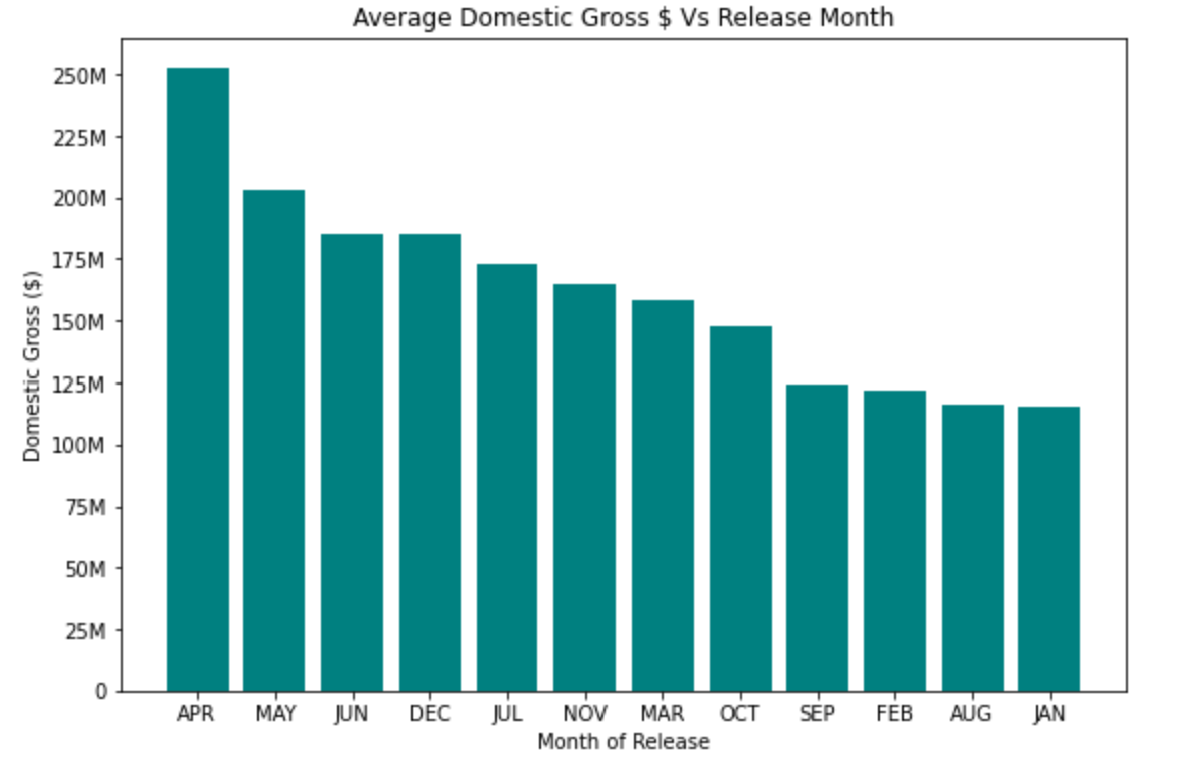 Average Domestic Gross $ Vs Release Month
Domestic Gross ($)
250M
225M
200M
175M
150M
125M
100M
75M
50M
25M
0
APR MAY JUN DEC JUL NOV MAR OCT SEP FEB AUG JAN
Month of Release